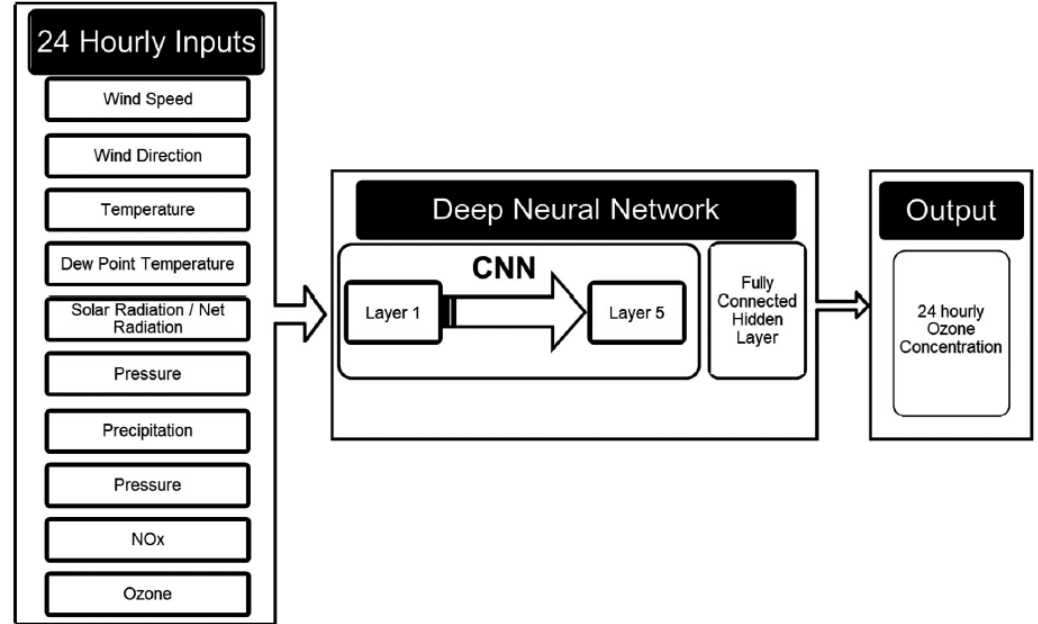 24 Hourly Inputs
Wind Speed
Wind Direction
Temperature
Dew Point Temperature
Solar Radiation / Net
Radiation
Pressure
Precipitation
Pressure
NOx
Ozone
Deep Neural Network
CNN
Layer 1
Layer 5
Fully
Connected
Hidden
Layer
Output
24 hourly
Ozone
Concentration